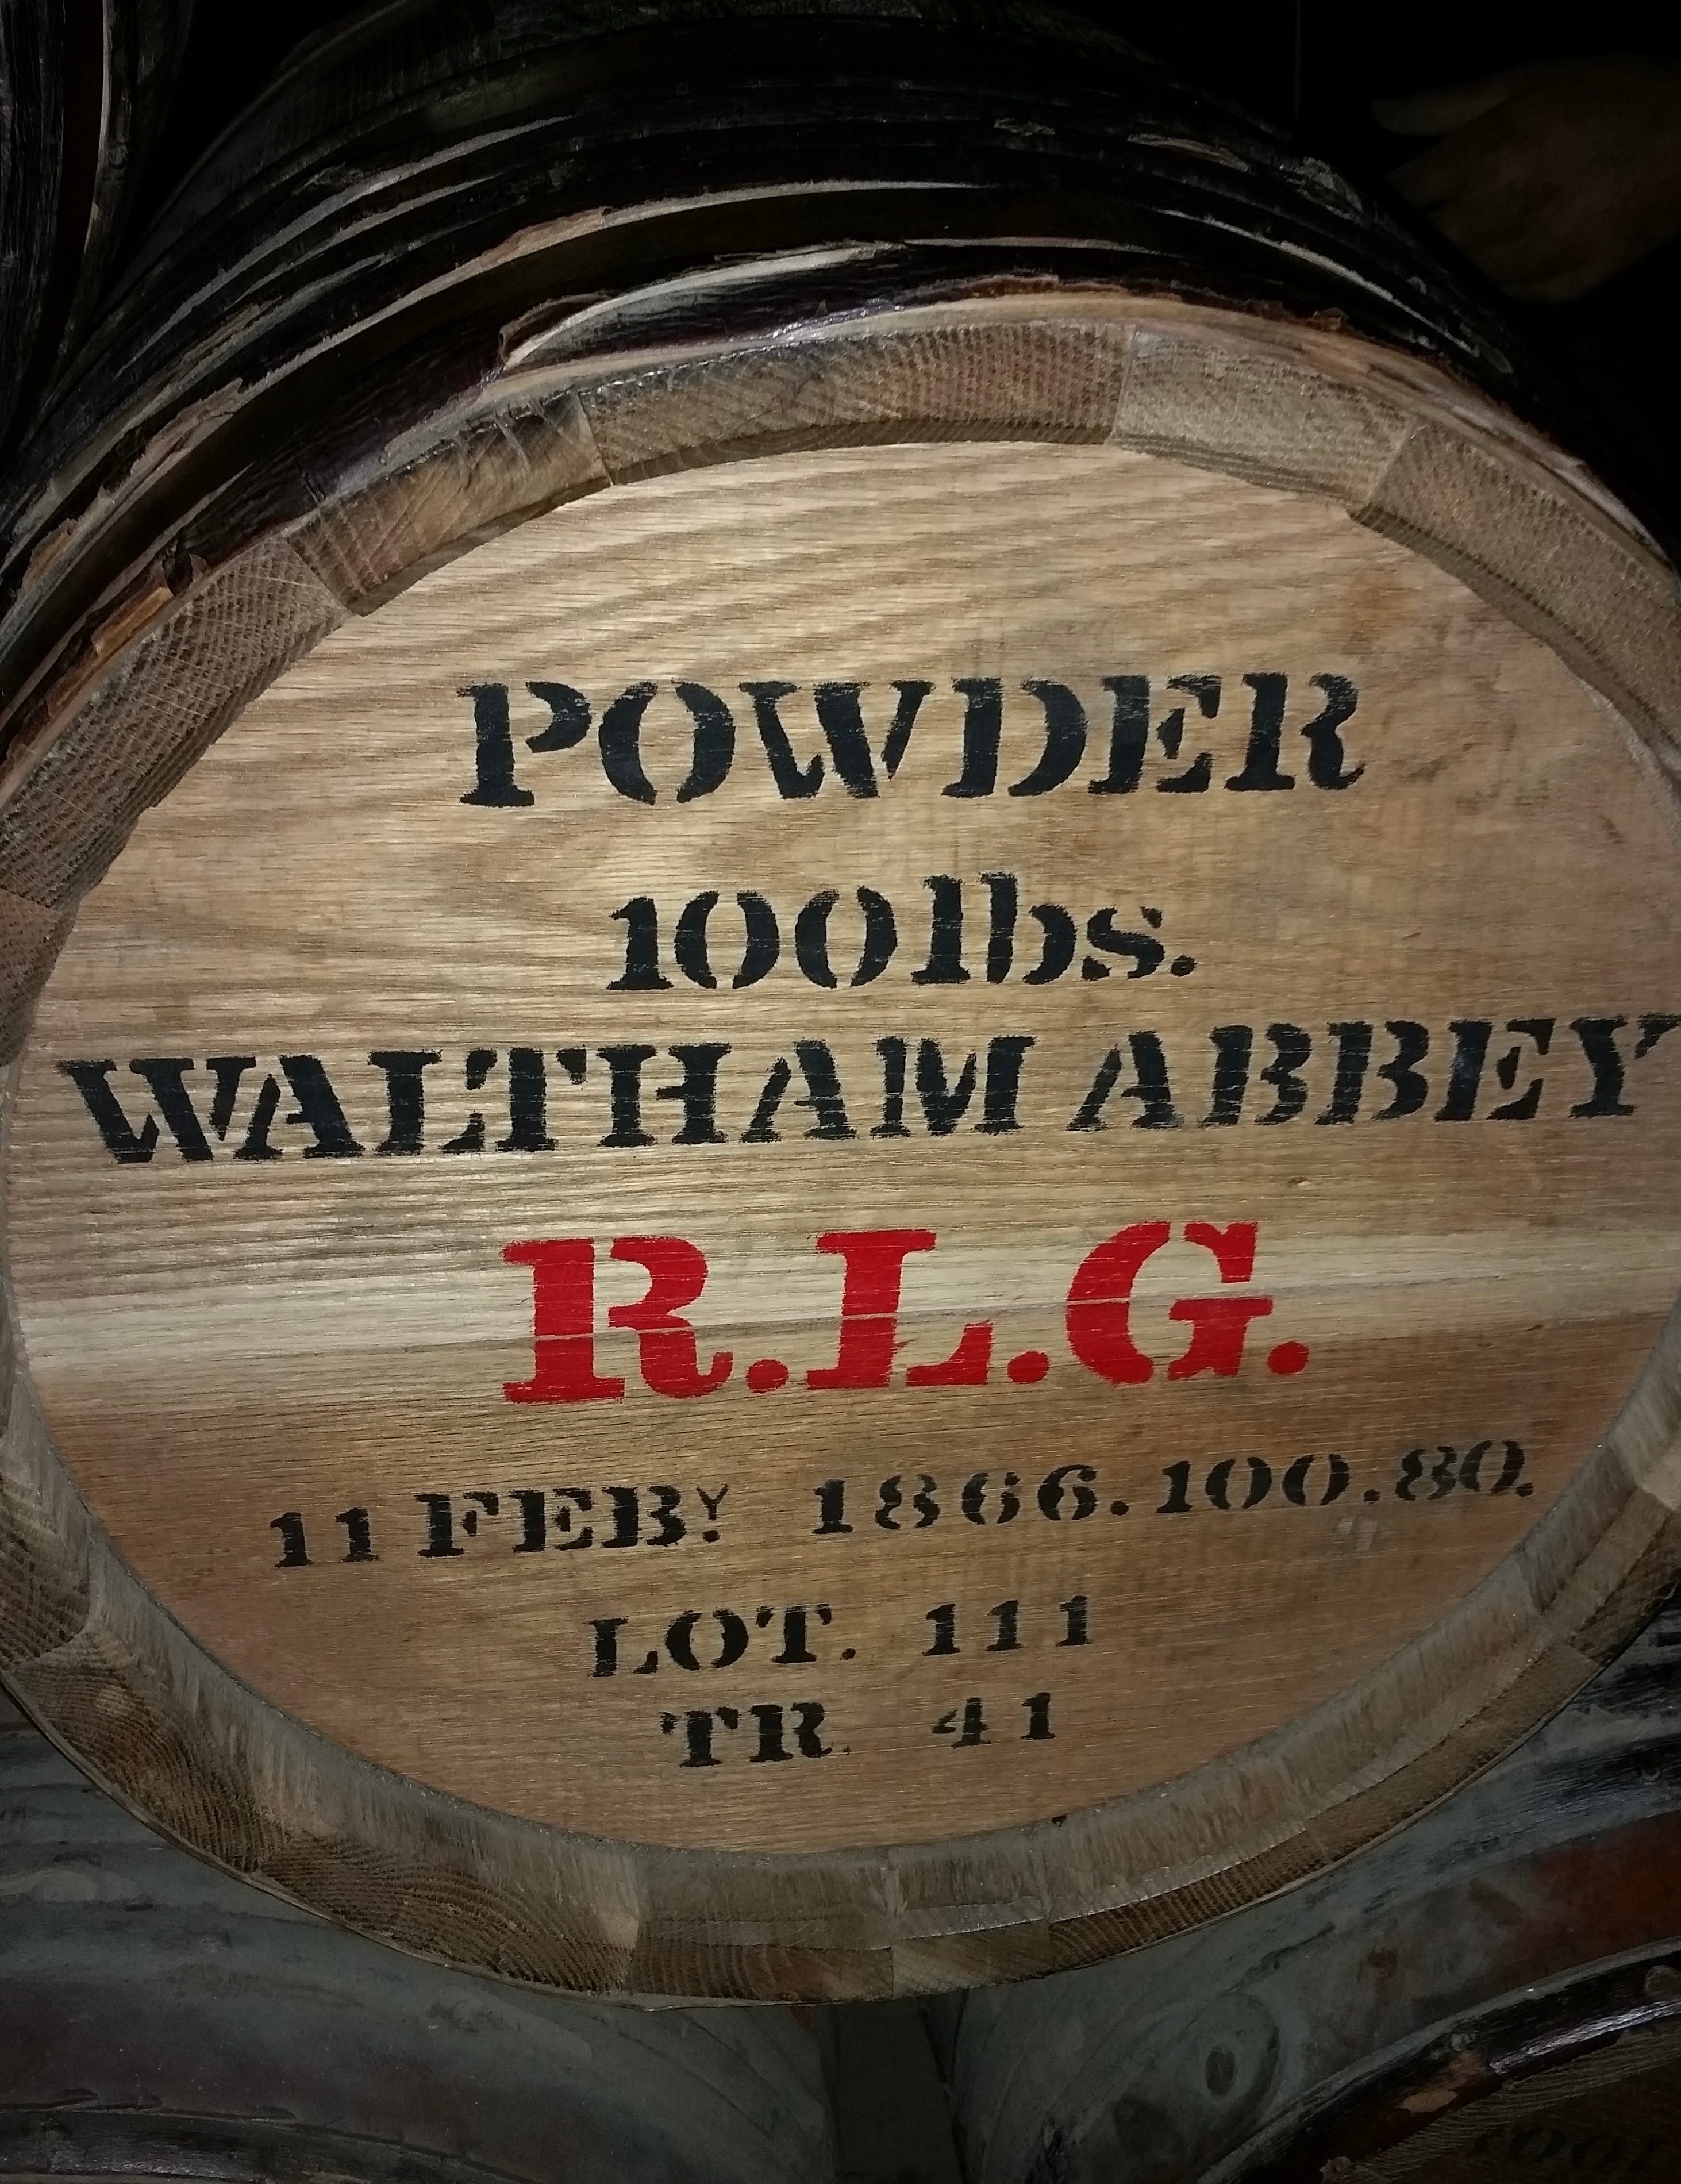 POWDER
100lbs.
WALTHAM ABBEY
R.L.G.
11 FEBY 1866.100.80.
LOT. 111
TR. 41